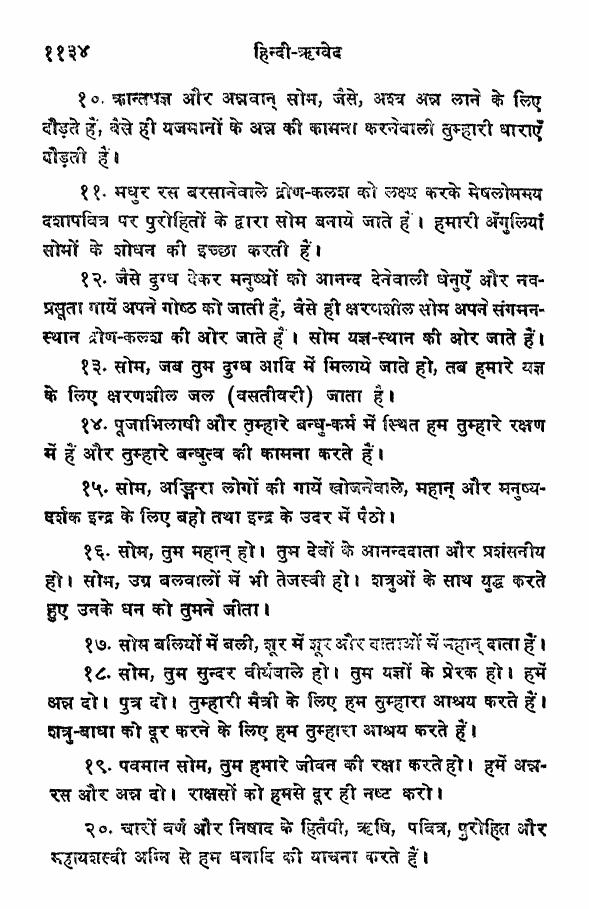 ११३४ हिन्दी-ऋग्वेद
१०. क्रान्तप्रज्ञ और अन्नवान् सोम, जैसे, अश्व अन्न लाने के लिए
दौड़ते हैं, वैसे ही यजमानों के अन्न की कामना करनेवाली तुम्हारी धाराएँ
दौड़ती हैं।
११. मधुर रस बरसानेवाले द्रोण-कलश को लक्ष्य करके मेषलोममय
दशापवित्र पर पुरोहितों के द्वारा सोम बनाये जाते हैं। हमारी अँगुलियाँ
सोमों के शोधन की इच्छा करती हैं।
१२. जैसे दुग्ध देकर मनुष्यों को आनन्द देनेवाली धेनुएँ और नव-
प्रसूता गायें अपने गोष्ठ को जाती हैं, वैसे ही क्षरणशील सोम अपने संगमन-
स्थान द्रोण-कलश की ओर जाते हैं। सोम यज्ञ-स्थान की ओर जाते हैं।
१३. सोम, जब तुम दुग्ध आदि में मिलाये जाते हो, तब हमारे यज्ञ
के लिए क्षरणशील जल (वसतीवरी) जाता है।
१४. पूजाभिलाषी और तुम्हारे बन्धु-कर्म में स्थित हम तुम्हारे रक्षण
में हैं और तुम्हारे बन्धुत्व की कामना करते हैं।
१५. सोम, अङ्गिरा लोगों की गायें खोजनेवाले, महान् और मनुष्य-
दर्शक इन्द्र के लिए बहो तथा इन्द्र के उदर में पैठो।
१६. सोम, तुम महान् हो। तुम देवों के आनन्ददाता और प्रशंसनीय
हो। सोम, उग्र बलवालों में भी तेजस्वी हो। शत्रुओं के साथ युद्ध करते
हुए उनके धन को तुमने जीता।
१७. सोम बलियों में बली, शूर में शूर और दाताओं में महान् दाता हैं।
१८. सोम, तुम सुन्दर वीर्यवाले हो। तुम यज्ञों के प्रेरक हो। हमें
अन्न दो। पुत्र दो। तुम्हारी मैत्री के लिए हम तुम्हारा आश्रय करते हैं।
शत्रु-बाधा को दूर करने के लिए हम तुम्हारा आश्रय करते हैं।
१९. पवमान सोम, तुम हमारे जीवन की रक्षा करते हो। हमें अन्न-
रस और अन्न दो। राक्षसों को हमसे दूर ही नष्ट करो।
२०. चारों वर्ण और निषाद के हितैषी, ऋषि, पवित्र, पुरोहित और
महायशस्वी अग्नि से हम धनादि की याचना करते हैं।